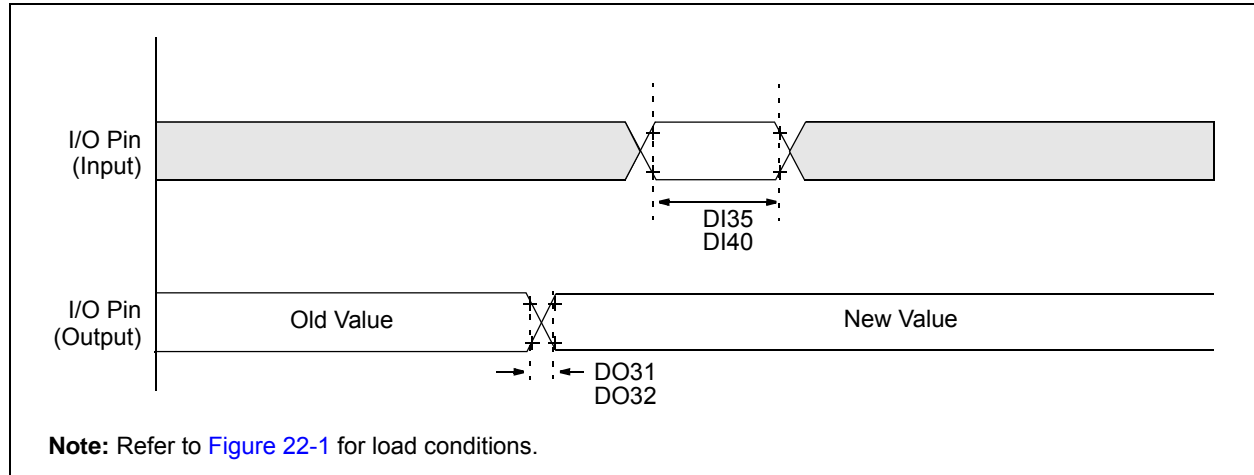 I/O Pin
(Input)
DI35
DI40
I/O Pin
(Output)
Old Value
New Value
DO31
DO32
Note: Refer to Figure 22-1 for load conditions.